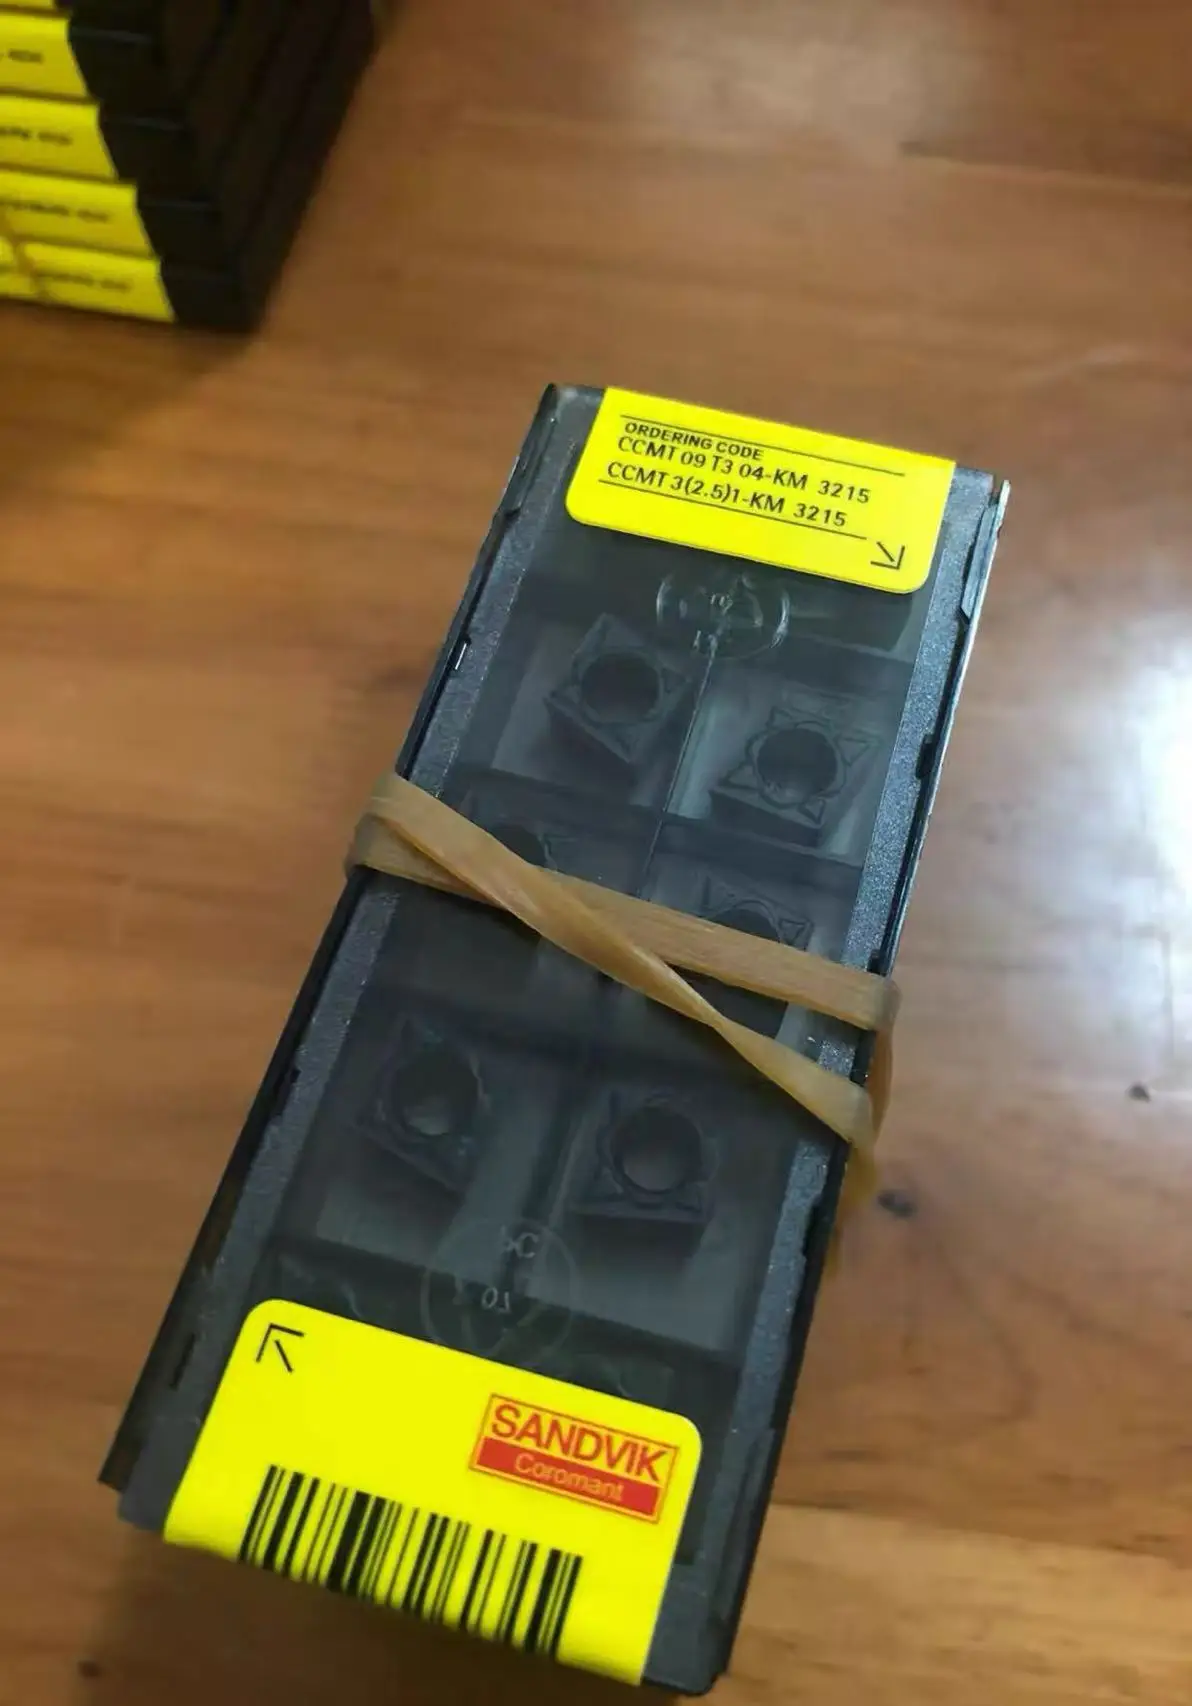 ORDERING CODE
CCMT 09 T3 04-KM 3215
CCMT 3(2.5)1-KM 3215
SANDVIK
Coromant